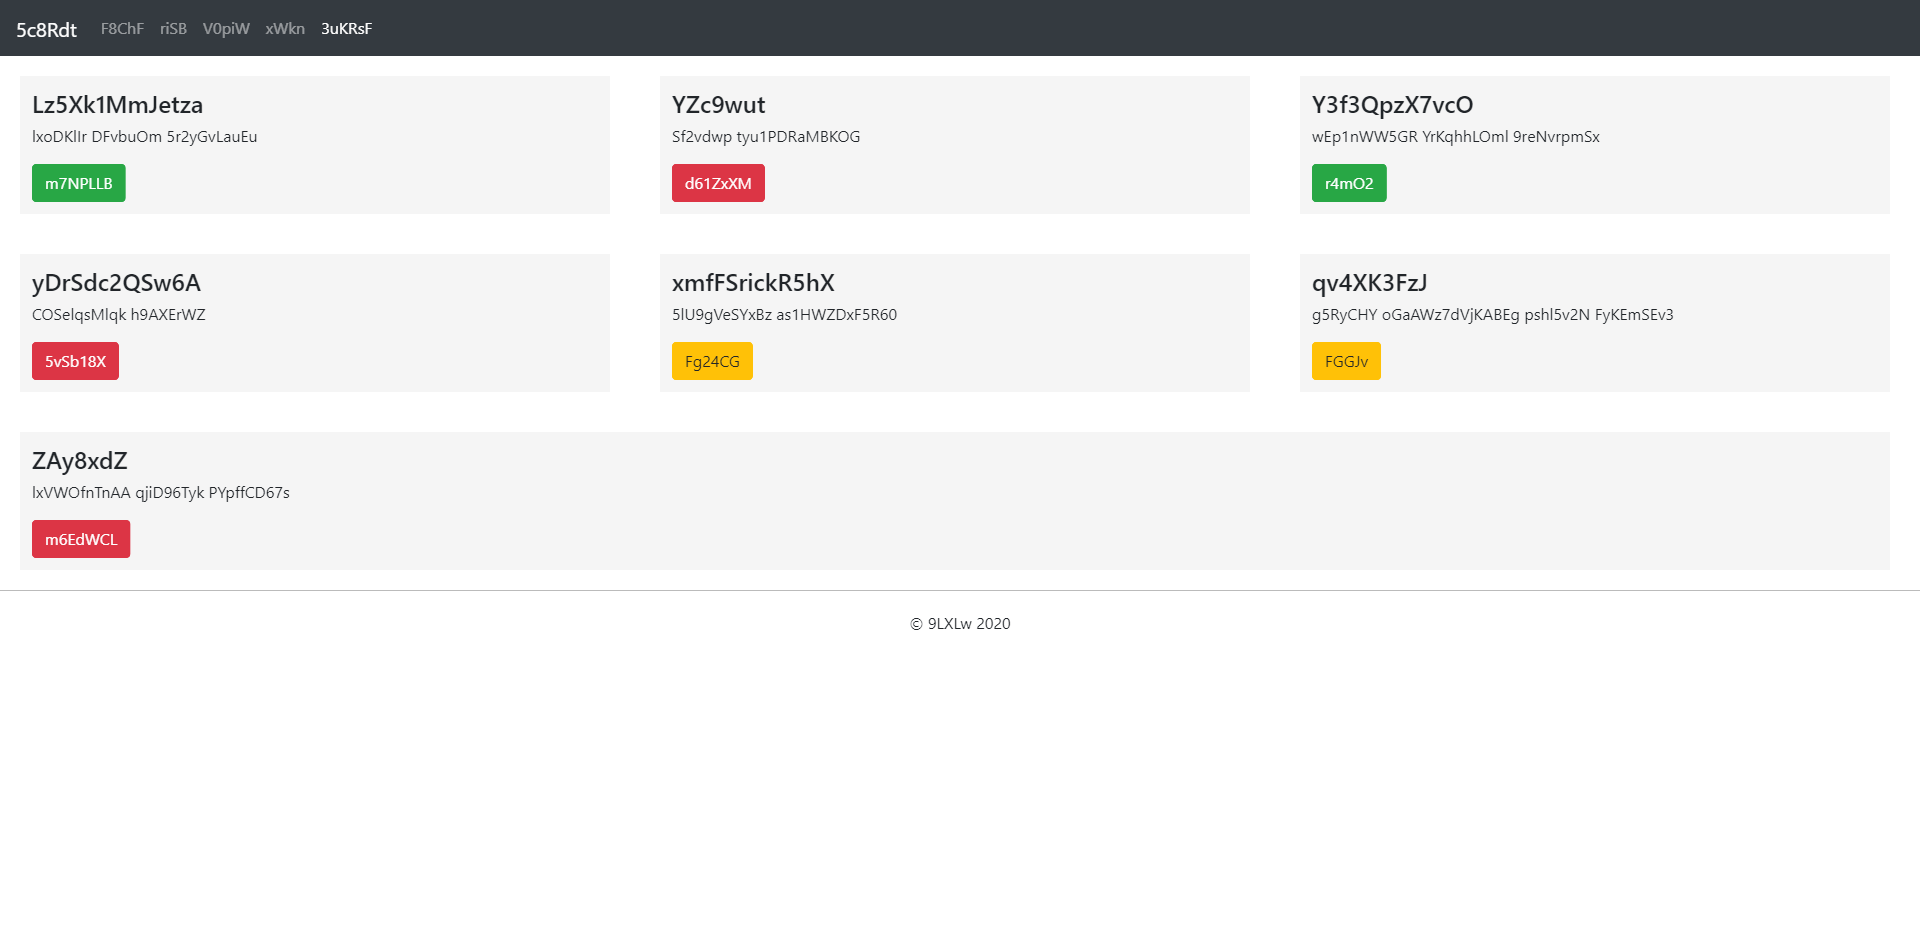 5c8Rdt F8ChF riSB V0piW xWkn 3uKRsF
Lz5Xk1MmJetza
lxoDKlIr DFvbuOm 5r2yGvLauEu
m7NPLLB
YZc9wut
Sf2vdwp tyu1PDRaMBKOG
d61ZxXM
Y3f3QpzX7vcO
wEp1nWW5GR YrKqhhLOml 9reNvrpmSx
r4mO2
yDrSdc2QSw6A
COSelqsMlqk h9AXErWZ
5vSb18X
xmfFSrickR5hX
5lU9gVeSYxBz as1HWZDxF5R60
Fg24CG
qv4XK3FzJ
g5RyCHY oGaAWz7dVjKABEg pshl5v2N FyKEmSEv3
FGGJv
ZAy8xdZ
lxVWOfnTnAA qjiD96Tyk PYpffCD67s
m6EdWCL
© 9LXLw 2020